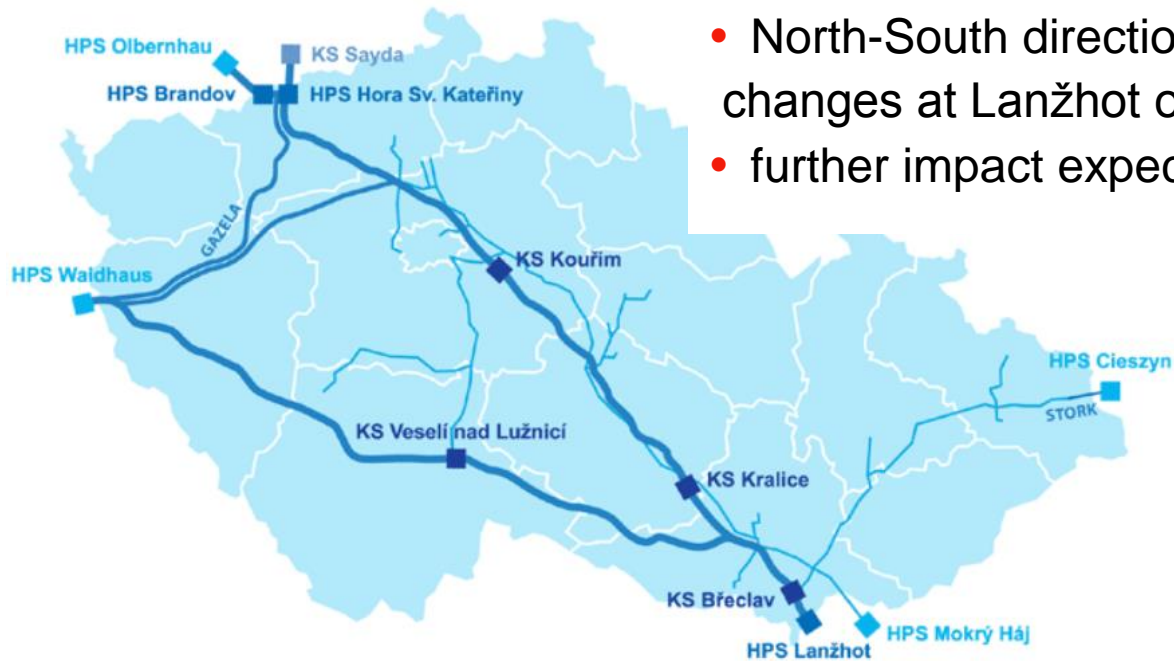 • North-South directio
changes at Lanžhot o
• further impact expec
HPS Olbernhau
KS Sayda
HPS Brandov
HPS Hora Sv. Kateřiny
GAZELA
HPS Waidhaus
KS Kouřim
HPS Cieszyn
STORK
KS Veselí nad Lužnicí
KS Kralice
KS Břeclav
HPS Mokrý Háj
HPS Lanžhot